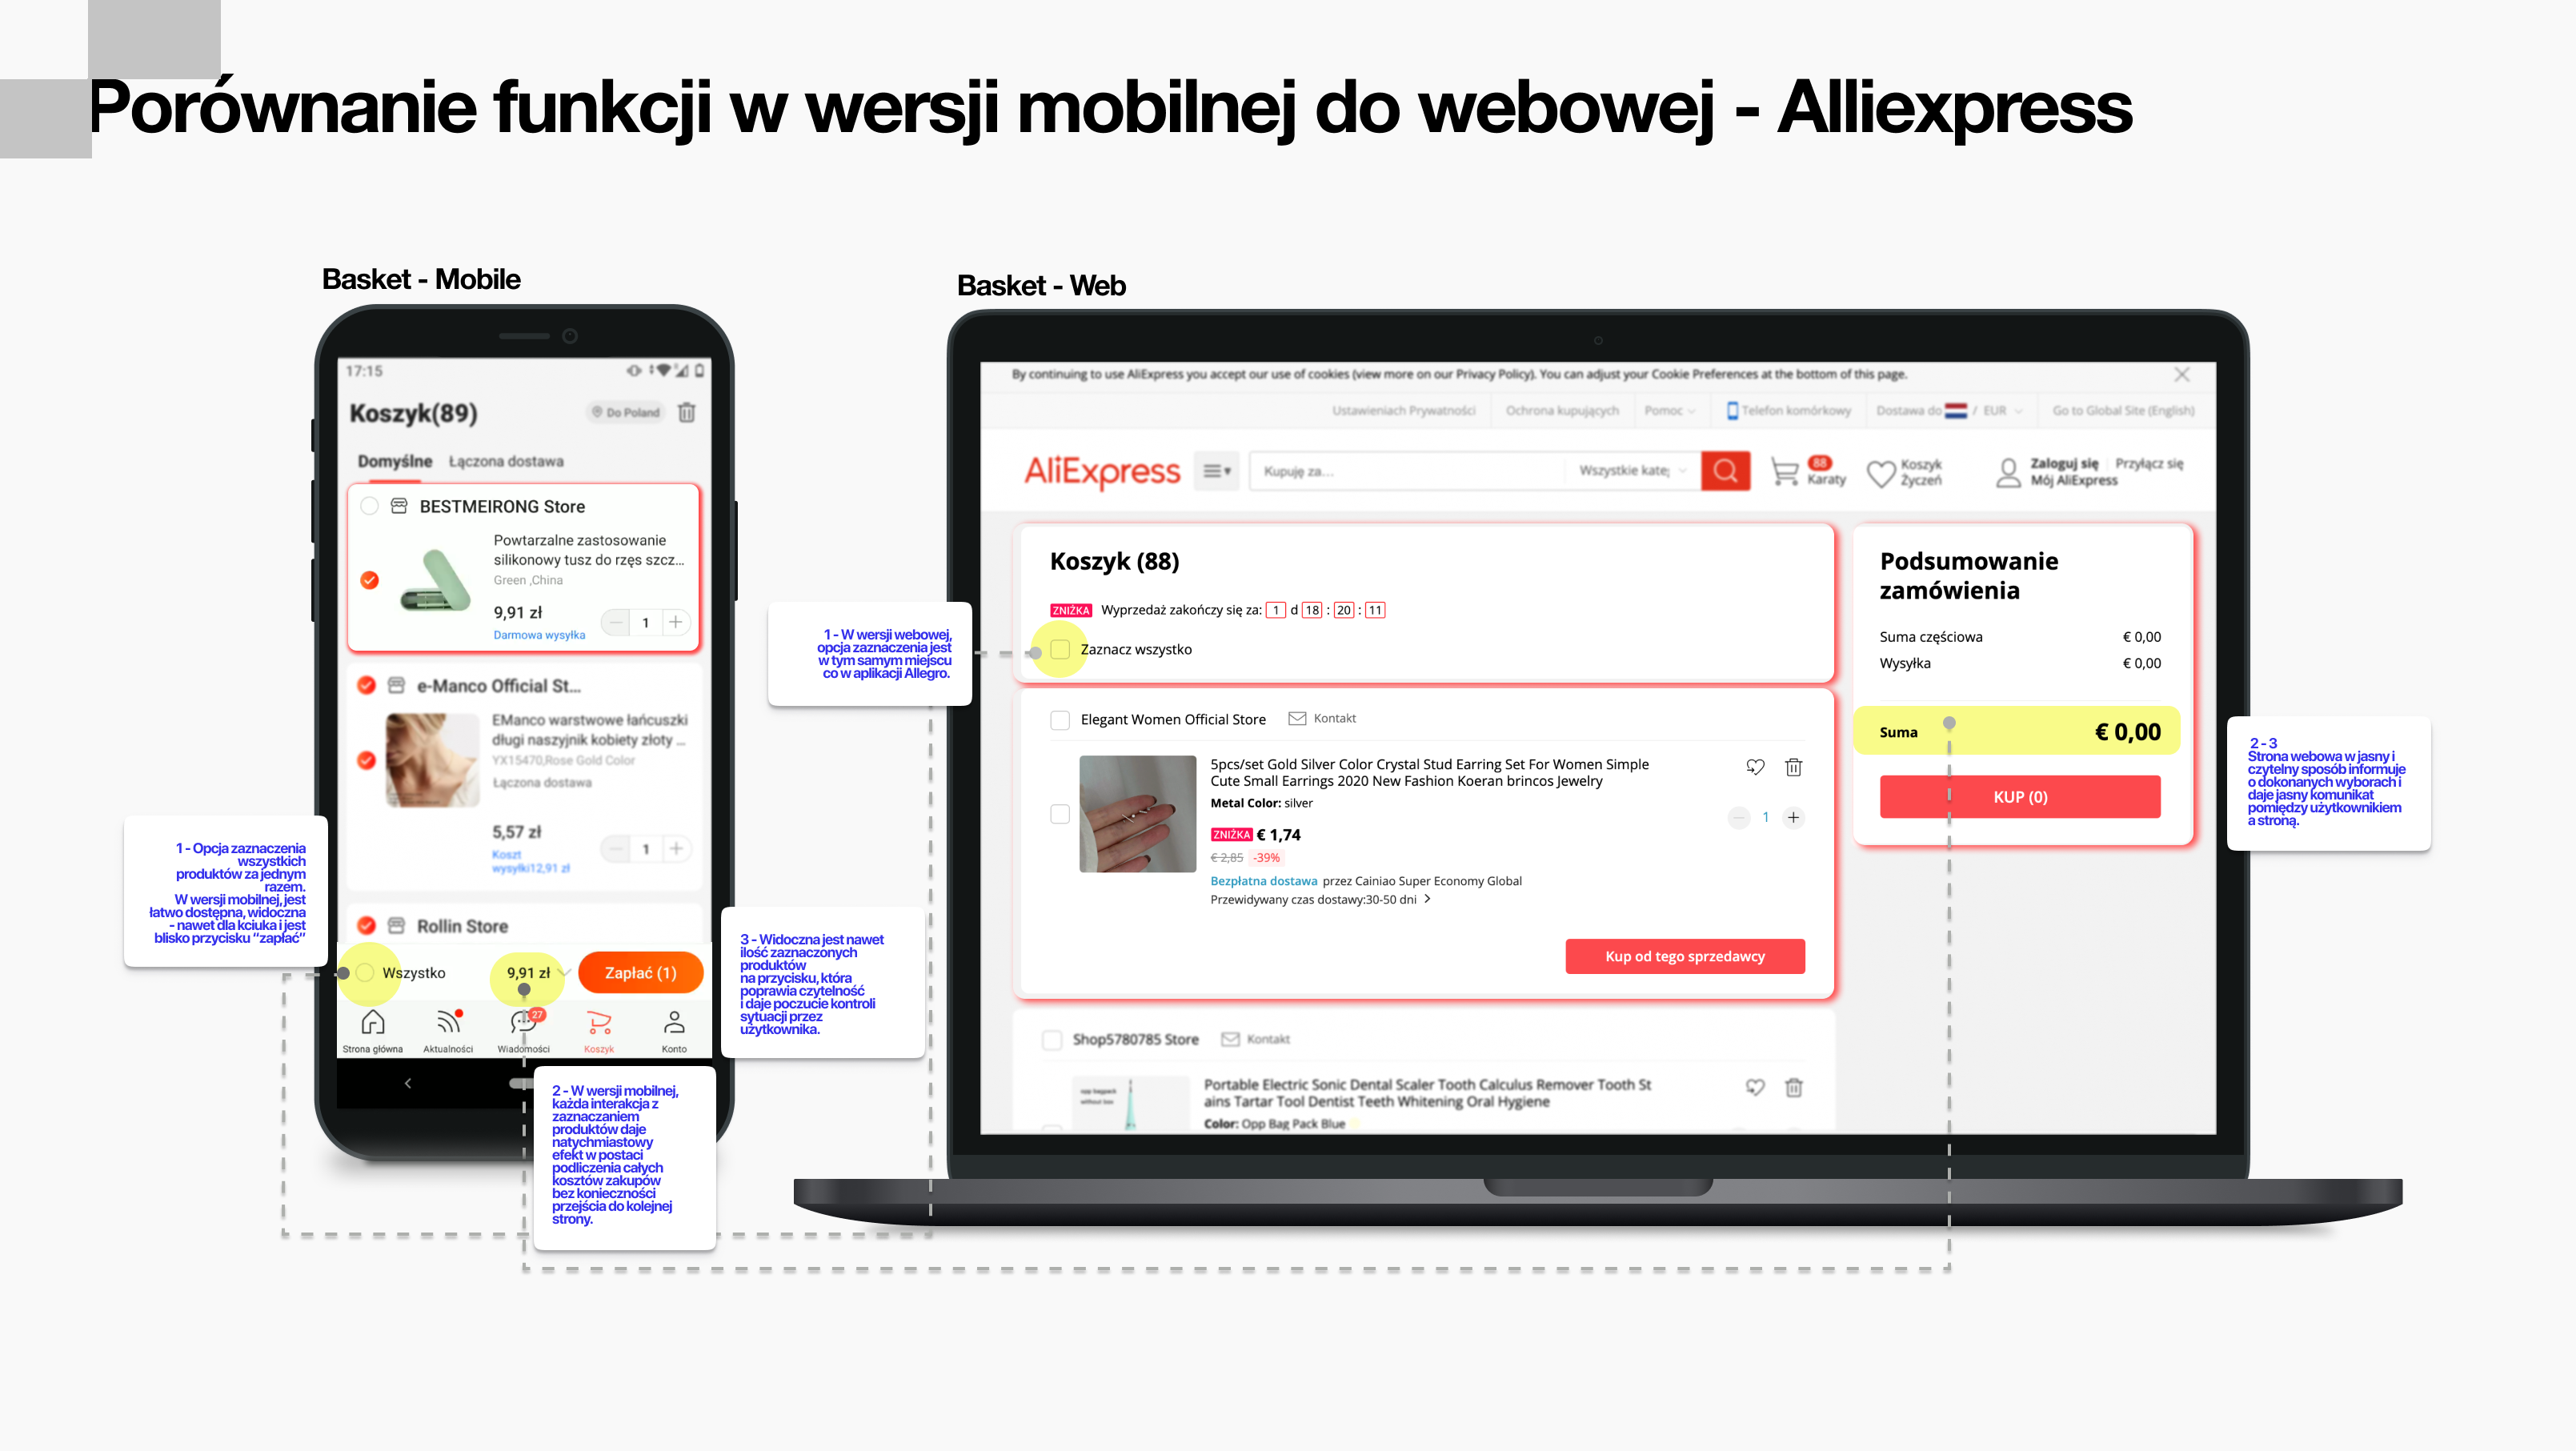 Porównanie funkcji w wersji mobilnej do webowej - Alliexpress
Basket - Mobile
17:15
Koszyk(89)
Do Poland
Domyślne Łączona dostawa
BESTMEIRONG Store
Powtarzalne zastosowanie
silikonowy tusz do rzęs szcz...
Green ,China
9,91 zł
1
Darmowa wysyłka
e-Manco Official St...
EManco warstwowe łańcuszki
długi naszyjnik kobiety złoty ...
YX15470,Rose Gold Color
Łączona dostawa
5,57 zł
1
Koszt
wysyłki12,91 zł
Rollin Store
Wszystko
9,91 zł
Zapłać (1)
27
Strona główna
Aktualności
Wiadomości
Koszyk
Konto
1 - Opcja zaznaczenia
wszystkich
produktów za jednym
razem.
W wersji mobilnej, jest
łatwo dostępna, widoczna
- nawet dla kciuka i jest
blisko przycisku “zapłać”
2 - W wersji mobilnej,
każda interakcja z
zaznaczaniem
produktów daje
natychmiastowy
efekt w postaci
podliczenia całych
kosztów zakupów
bez konieczności
przejścia do kolejnej
strony.
3 - Widoczna jest nawet
ilość zaznaczonych
produktów
na przycisku, która
poprawia czytelność
i daje poczucie kontroli
sytuacji przez
użytkownika.
Basket - Web
By continuing to use AliExpress you accept our use of cookies (view more on our Privacy Policy). You can adjust your Cookie Preferences at the bottom of this page.
Ustawieniach Prywatności
Ochrona kupujących
Pomoc
Telefon komórkowy
Dostawa do / EUR
Go to Global Site (English)
AliExpress
Kupuję za...
Wszystkie kate
88
Karaty
Koszyk
Życzeń
Zaloguj się Przyłącz się
Mój AliExpress
Koszyk (88)
ZNIŻKA Wyprzedaż zakończy się za: 1 d 18 : 20 : 11
Zaznacz wszystko
1 - W wersji webowej,
opcja zaznaczenia jest
w tym samym miejscu
co w aplikacji Allegro.
Elegant Women Official Store
Kontakt
5pcs/set Gold Silver Color Crystal Stud Earring Set For Women Simple
Cute Small Earrings 2020 New Fashion Koeran brincos Jewelry
Metal Color: silver
1
ZNIŻKA € 1,74
€ 2,85 -39%
Bezpłatna dostawa przez Cainiao Super Economy Global
Przewidywany czas dostawy:30-50 dni
Kup od tego sprzedawcy
Shop5780785 Store
Kontakt
opp bagpack
without box
Portable Electric Sonic Dental Scaler Tooth Calculus Remover Tooth St
ains Tartar Tool Dentist Teeth Whitening Oral Hygiene
Color: Opp Bag Pack Blue
Podsumowanie
zamówienia
Suma częściowa € 0,00
Wysyłka € 0,00
Suma € 0,00
KUP (0)
2 - 3
Strona webowa w jasny i
czytelny sposób informuje
o dokonanych wyborach i
daje jasny komunikat
pomiędzy użytkownikiem
a stroną.